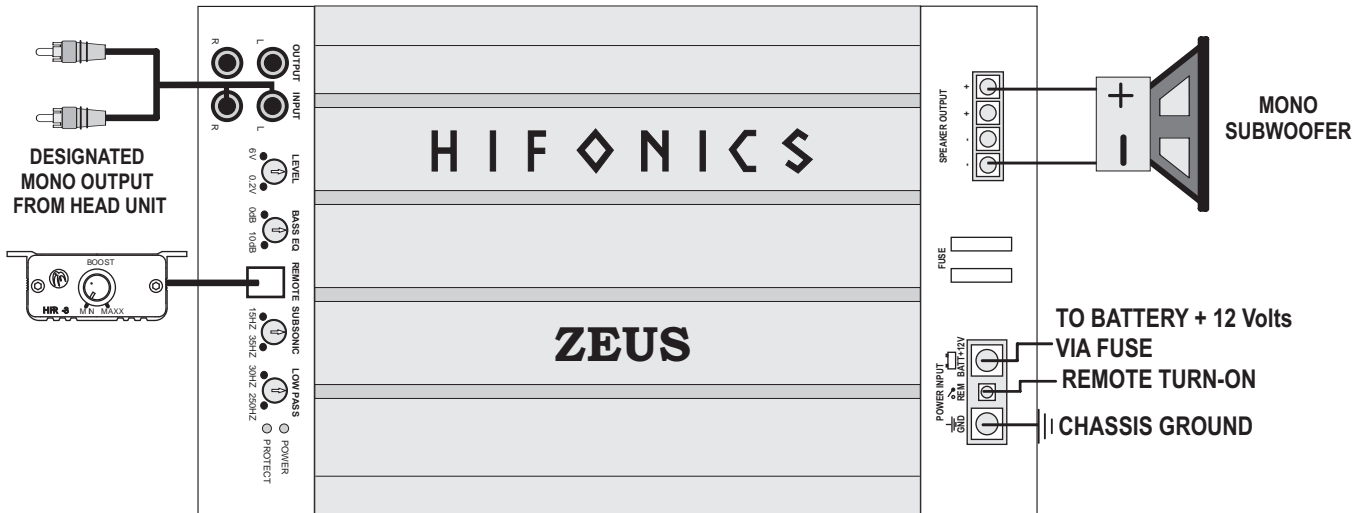 R
L
OUTPUT
INPUT
R
L
DESIGNATED
MONO OUTPUT
FROM HEAD UNIT
6V
0.2V
LEVEL
0dB
10dB
BASS EQ
BOOST
HFR -8
MIN MAXX
REMOTE
15HZ
35HZ
SUBSONIC
30HZ
250HZ
LOW PASS
POWER
PROTECT
HIFONICS
ZEUS
SPEAKER OUTPUT
+
+
-
-
+
-
MONO
SUBWOOFER
FUSE
POWER INPUT
BATT+12V
REM
GND
TO BATTERY + 12 Volts
VIA FUSE
REMOTE TURN-ON
CHASSIS GROUND